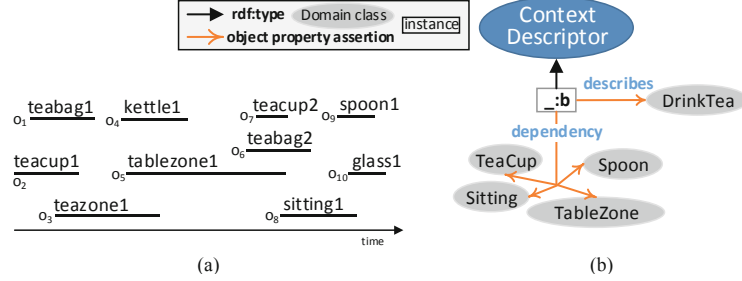 rdf:type Domain class instance
object property assertion
Context
Descriptor
_:b
describes
DrinkTea
dependency
TeaCup
Spoon
Sitting
TableZone
o1 teabag1 o4 kettle1 o7 teacup2 o9 spoon1
o6 teabag2
teacup1 o2 o5 tablezone1 o10 glass1
o3 teazone1 o8 sitting1
time
(a) (b)